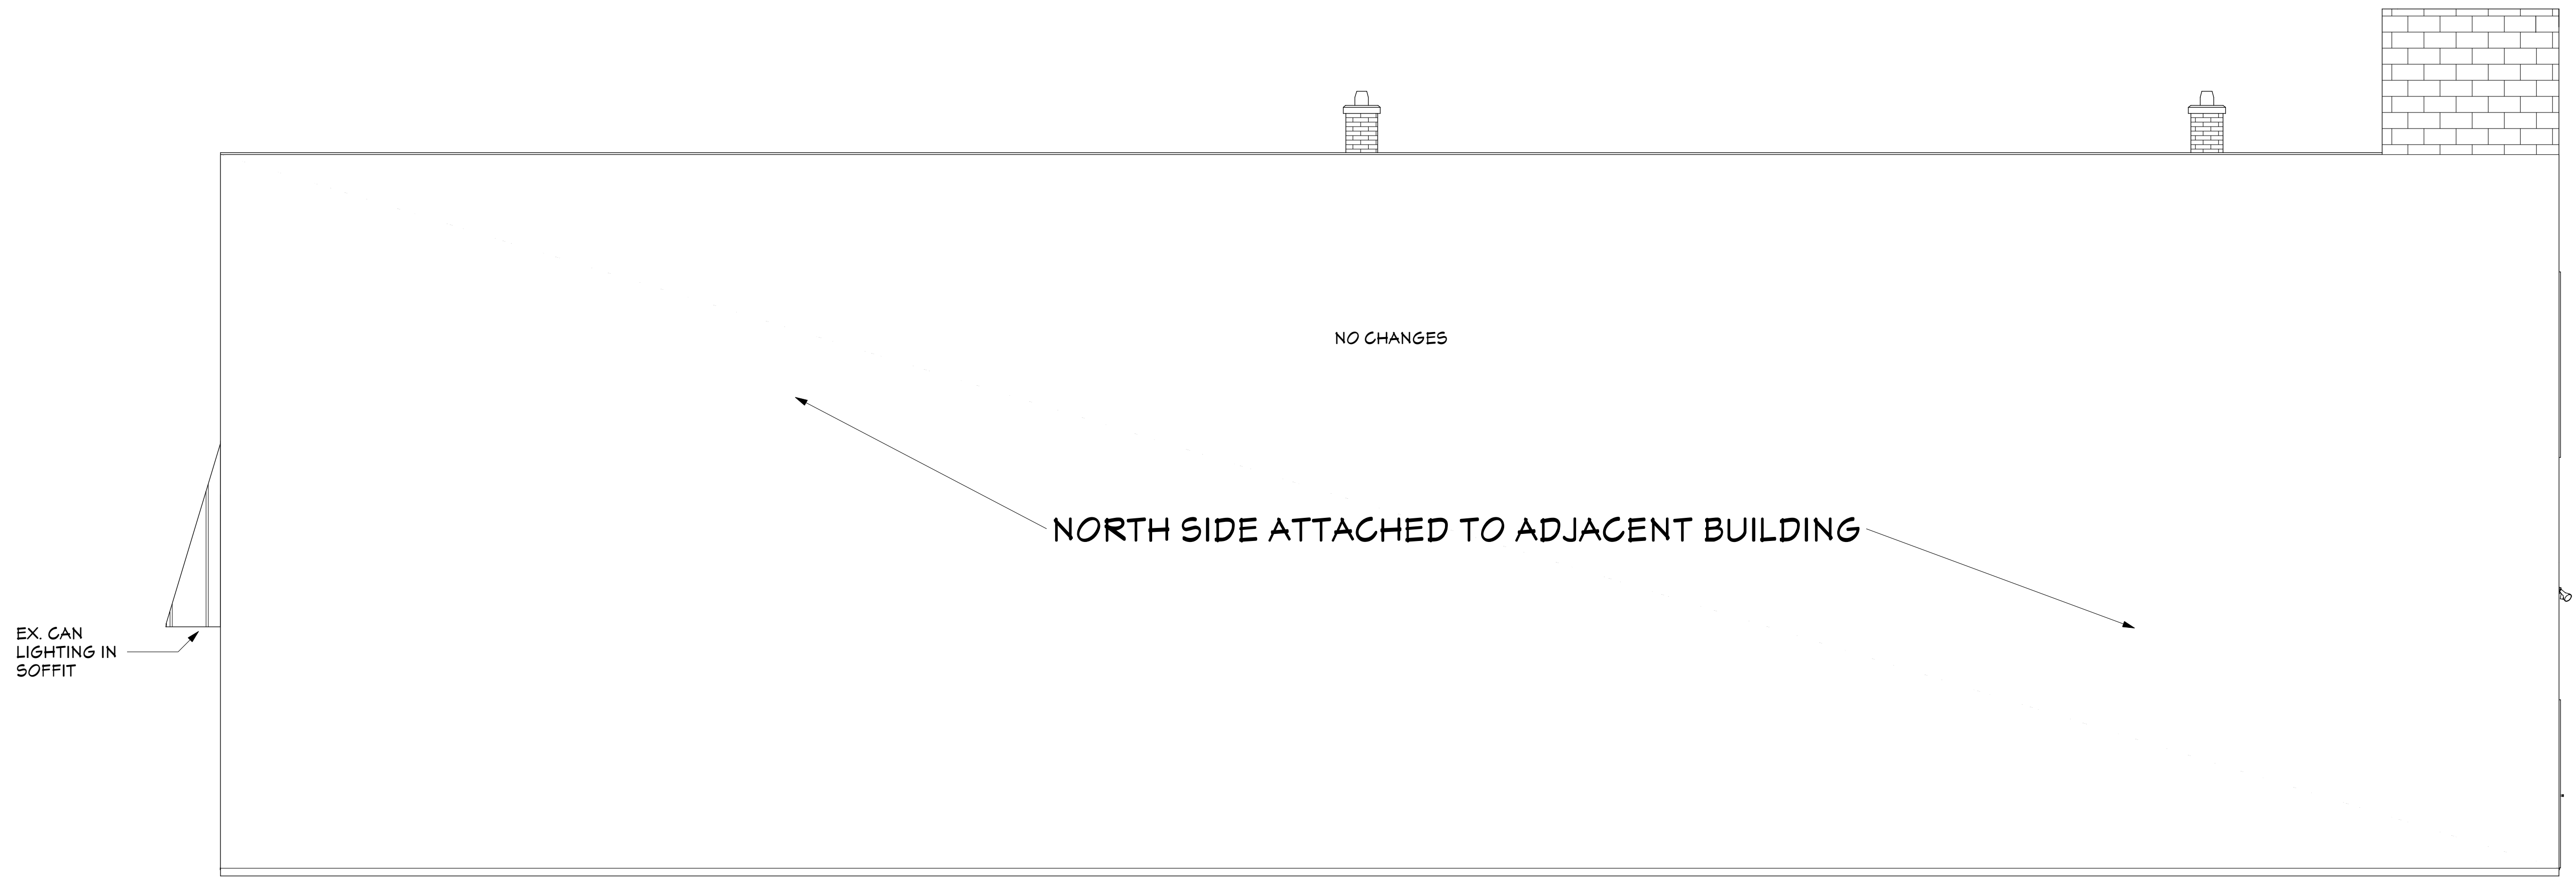 NO CHANGES
NORTH SIDE ATTACHED TO ADJACENT BUILDING
EX. CAN
LIGHTING IN
SOFFIT